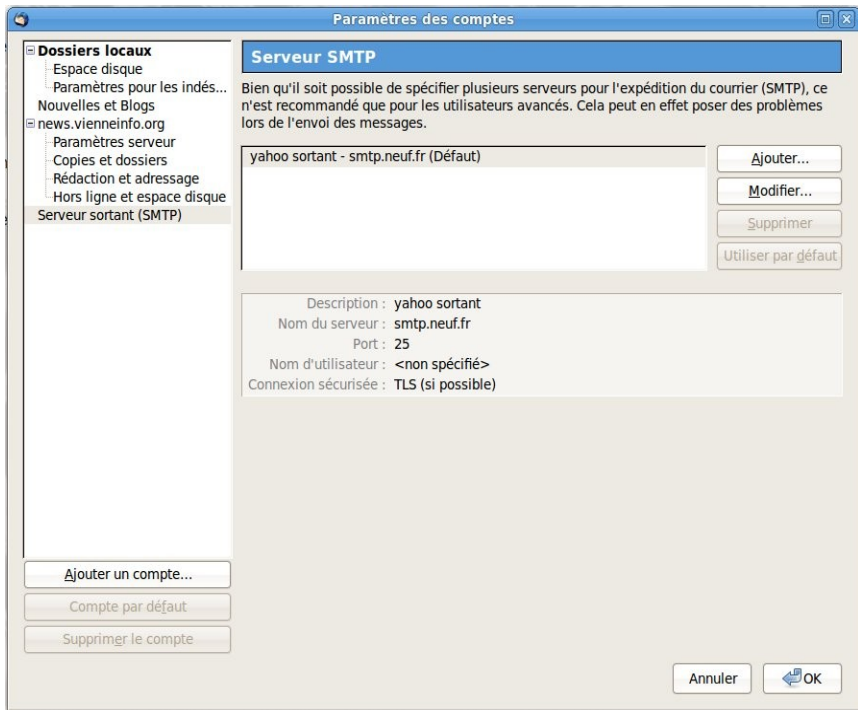 Paramètres des comptes
Dossiers locaux
Espace disque
Paramètres pour les indés...
Nouvelles et Blogs
news.vienneinfo.org
Paramètres serveur
Copies et dossiers
Rédaction et adressage
Hors ligne et espace disque
Serveur sortant (SMTP)
Ajouter un compte...
Compte par défaut
Supprimer le compte
Serveur SMTP
Bien qu'il soit possible de spécifier plusieurs serveurs pour l'expédition du courrier (SMTP), ce
n'est recommandé que pour les utilisateurs avancés. Cela peut en effet poser des problèmes
lors de l'envoi des messages.
yahoo sortant - smtp.neuf.fr (Défaut)
Ajouter...
Modifier...
Supprimer
Utiliser par défaut
Description : yahoo sortant
Nom du serveur : smtp.neuf.fr
Port : 25
Nom d'utilisateur : <non spécifié>
Connexion sécurisée : TLS (si possible)
Annuler
OK